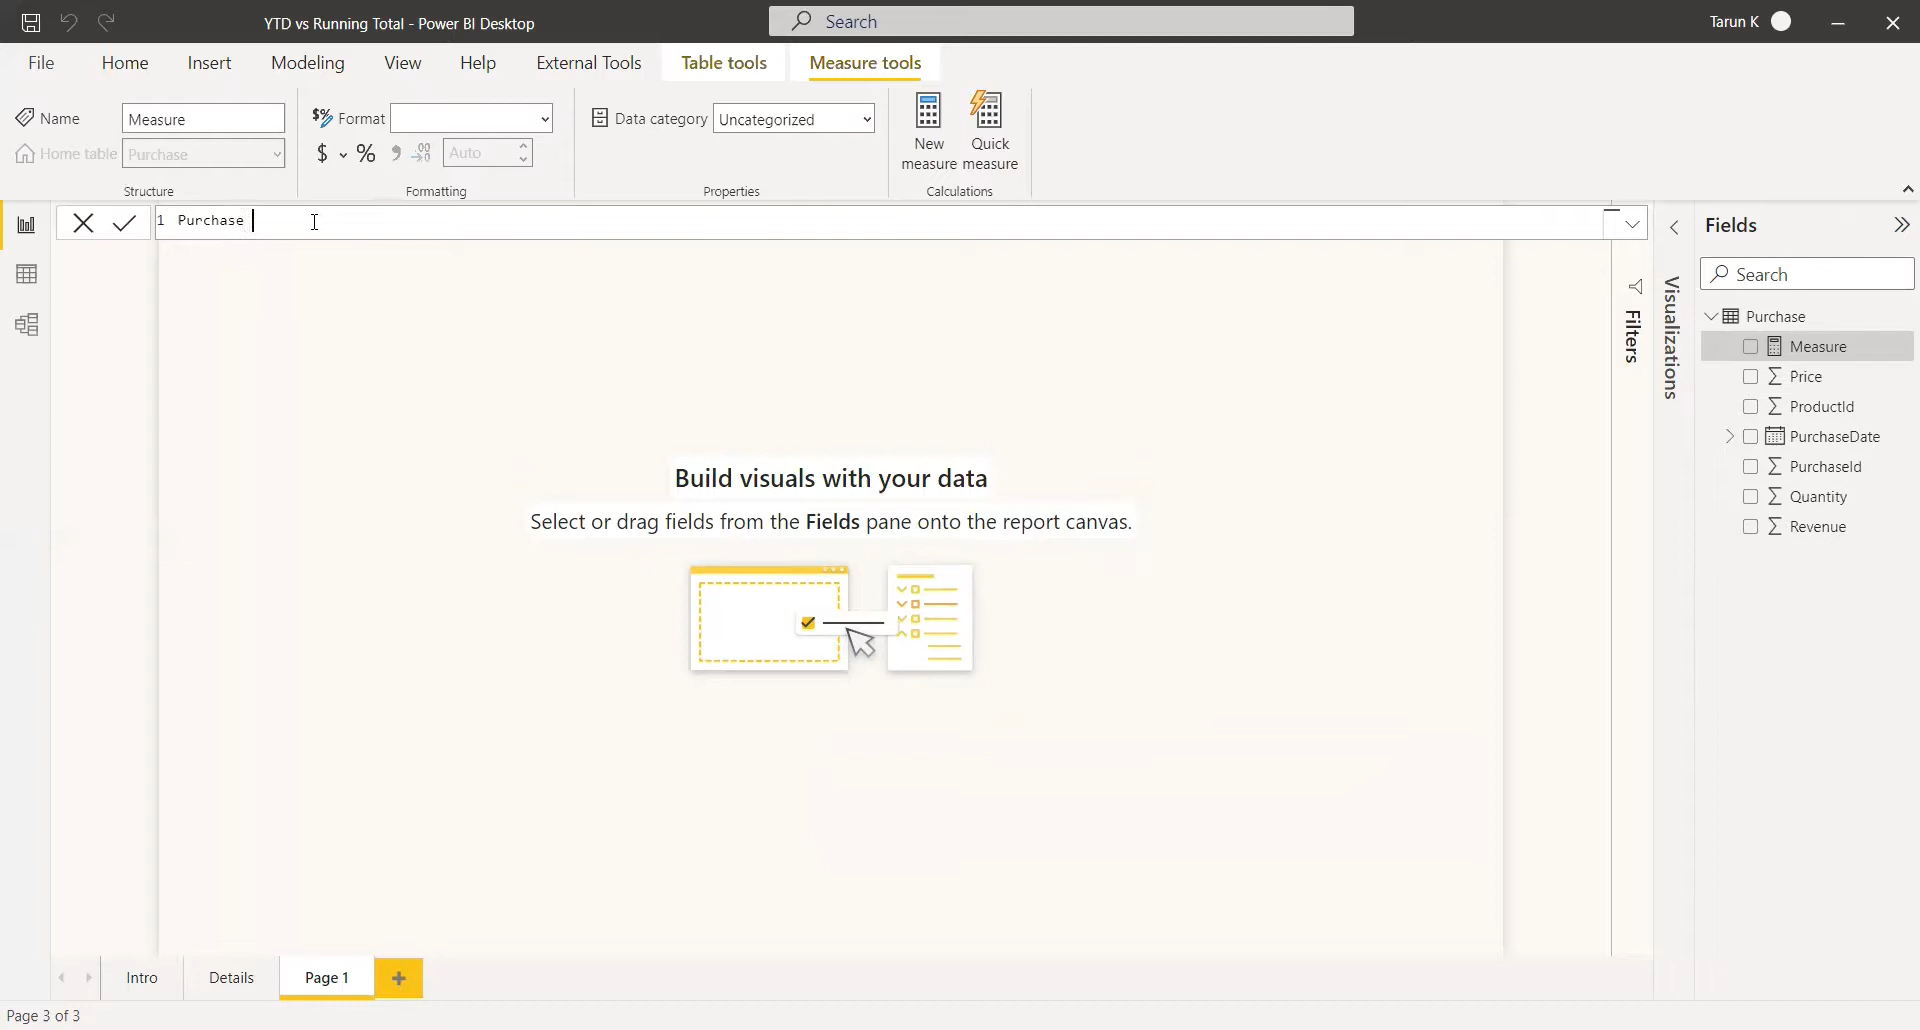 YTD vs Running Total - Power BI Desktop
Search
Tarun K
File Home Insert Modeling View Help External Tools Table tools Measure tools
Name Measure
Home table Purchase
Structure
Format
$ % 9 .00 Auto
Formatting
Data category Uncategorized
Properties
New measure
Quick measure
Calculations
1 Purchase
Build visuals with your data
Select or drag fields from the Fields pane onto the report canvas.
Filters
Visualizations
Fields
Search
Purchase
Measure
Price
ProductId
PurchaseDate
PurchaseId
Quantity
Revenue
Intro Details Page 1 +
Page 3 of 3